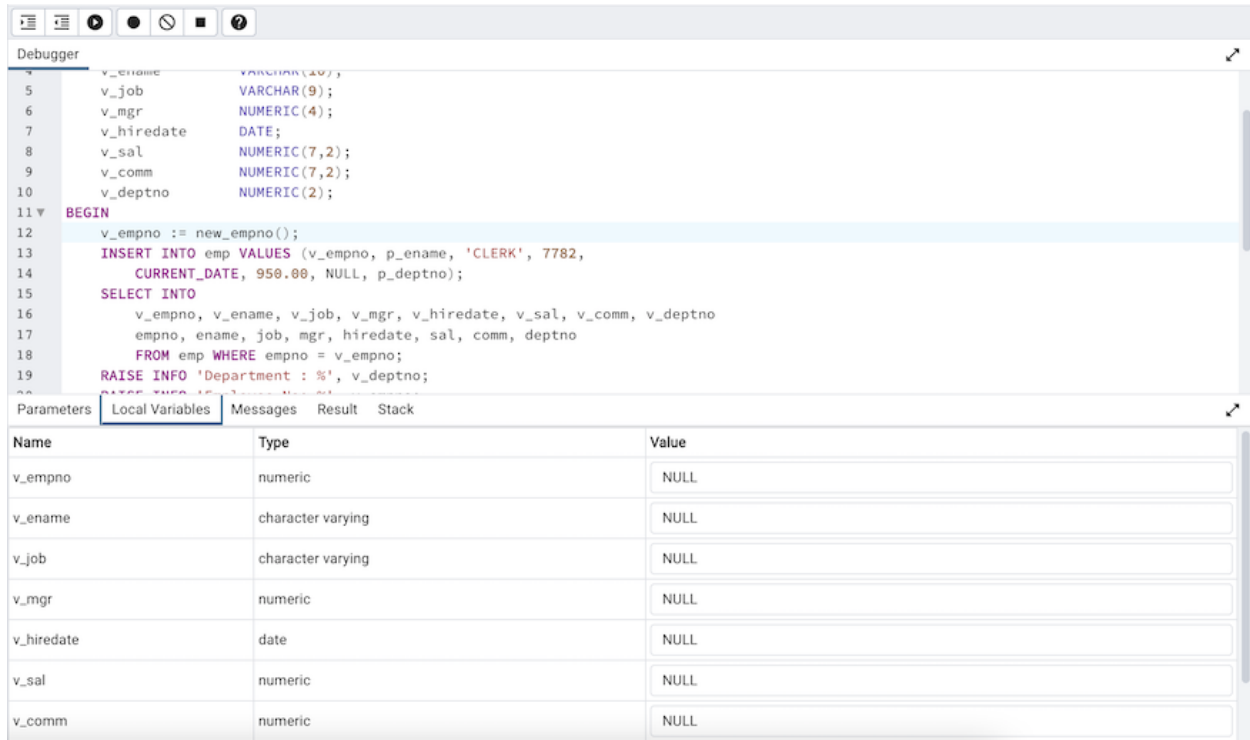 Debugger
4 v_ename VARCHAR(10);
5 v_job VARCHAR(9);
6 v_mgr NUMERIC(4);
7 v_hiredate DATE;
8 v_sal NUMERIC(7,2);
9 v_comm NUMERIC(7,2);
10 v_deptno NUMERIC(2);
11 BEGIN
12 v_empno := new_empno();
13 INSERT INTO emp VALUES (v_empno, p_ename, 'CLERK', 7782,
14 CURRENT_DATE, 950.00, NULL, p_deptno);
15 SELECT INTO
16 v_empno, v_ename, v_job, v_mgr, v_hiredate, v_sal, v_comm, v_deptno
17 empno, ename, job, mgr, hiredate, sal, comm, deptno
18 FROM emp WHERE empno = v_empno;
19 RAISE INFO 'Department : %', v_deptno;
Parameters Local Variables Messages Result Stack
Name Type Value
v_empno numeric NULL
v_ename character varying NULL
v_job character varying NULL
v_mgr numeric NULL
v_hiredate date NULL
v_sal numeric NULL
v_comm numeric NULL